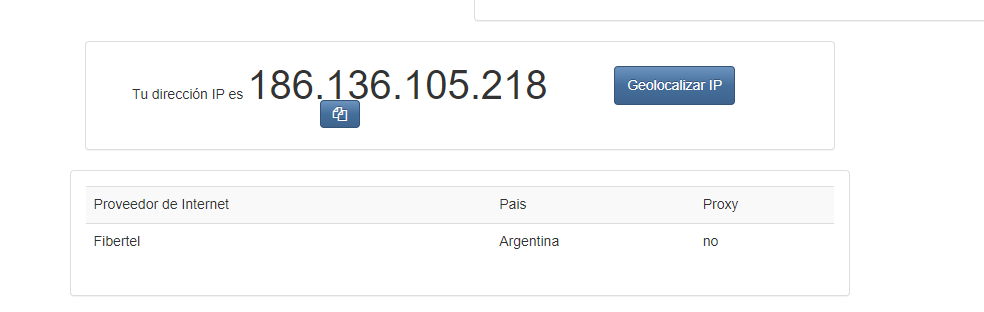 Tu dirección IP es 186.136.105.218 Geolocalizar IP
Proveedor de Internet Pais Proxy
Fibertel Argentina no